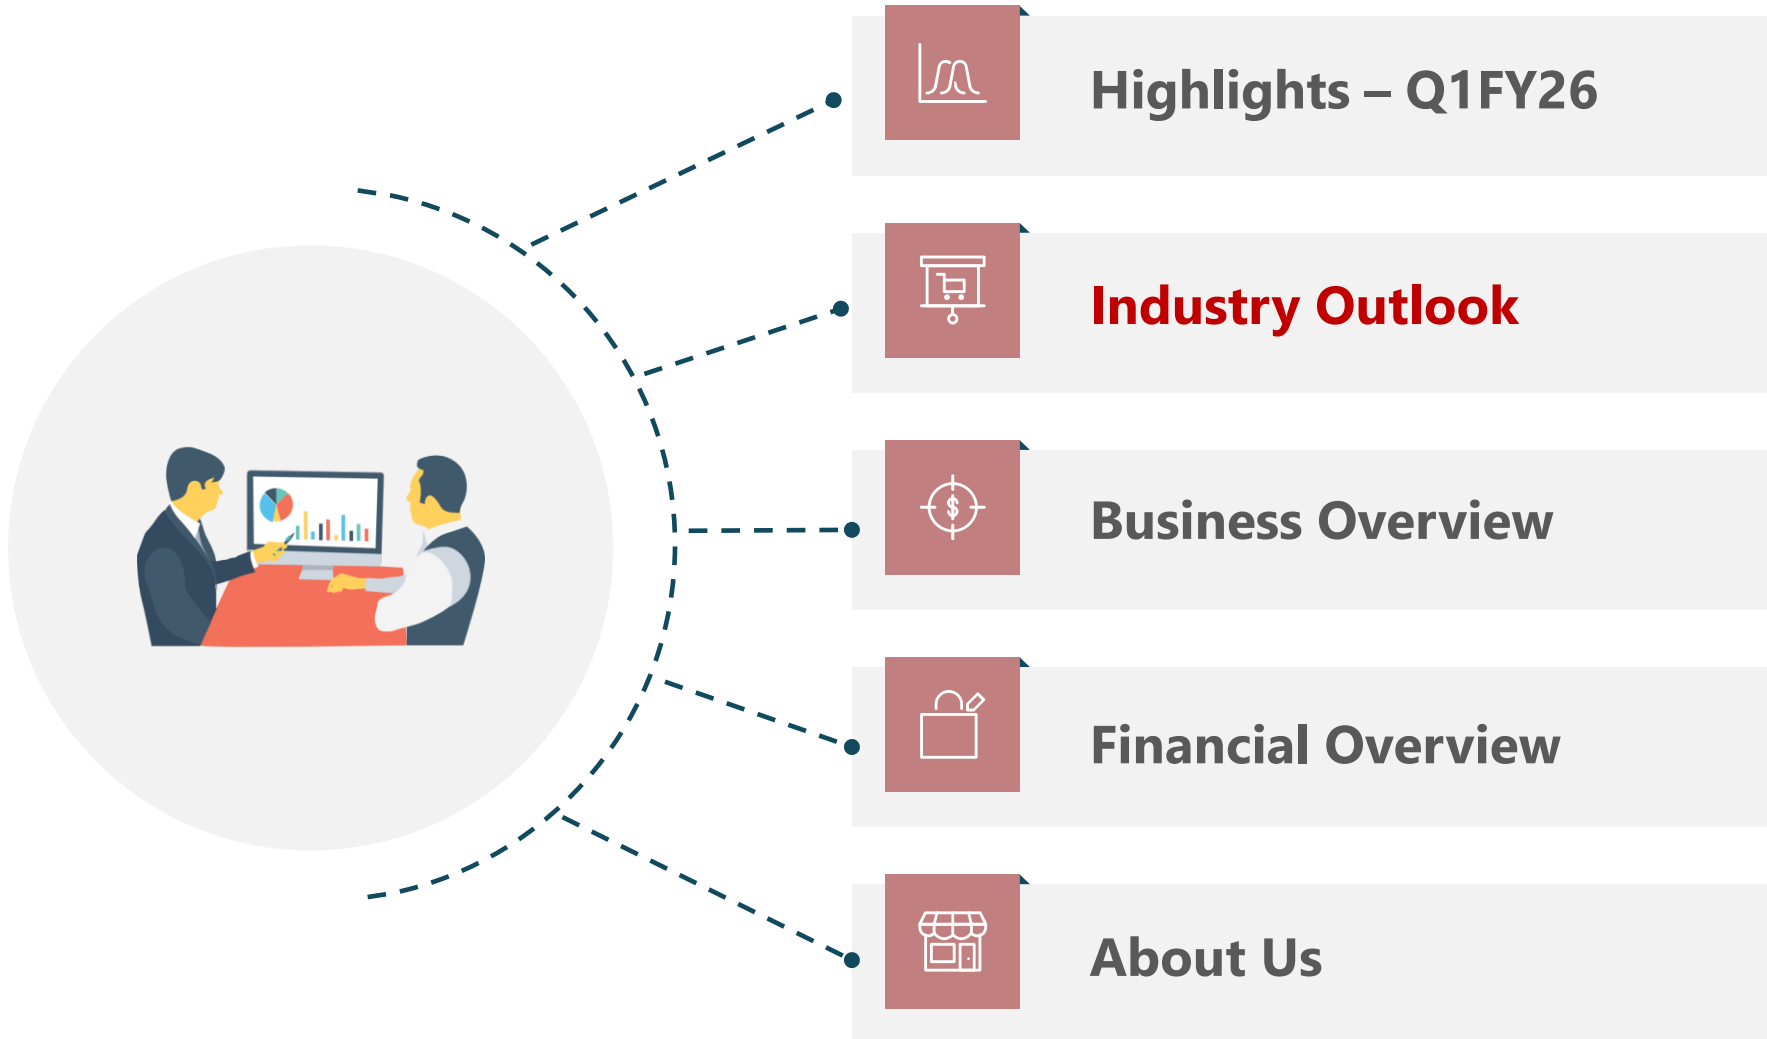 Highlights – Q1FY26
Industry Outlook
Business Overview
Financial Overview
About Us